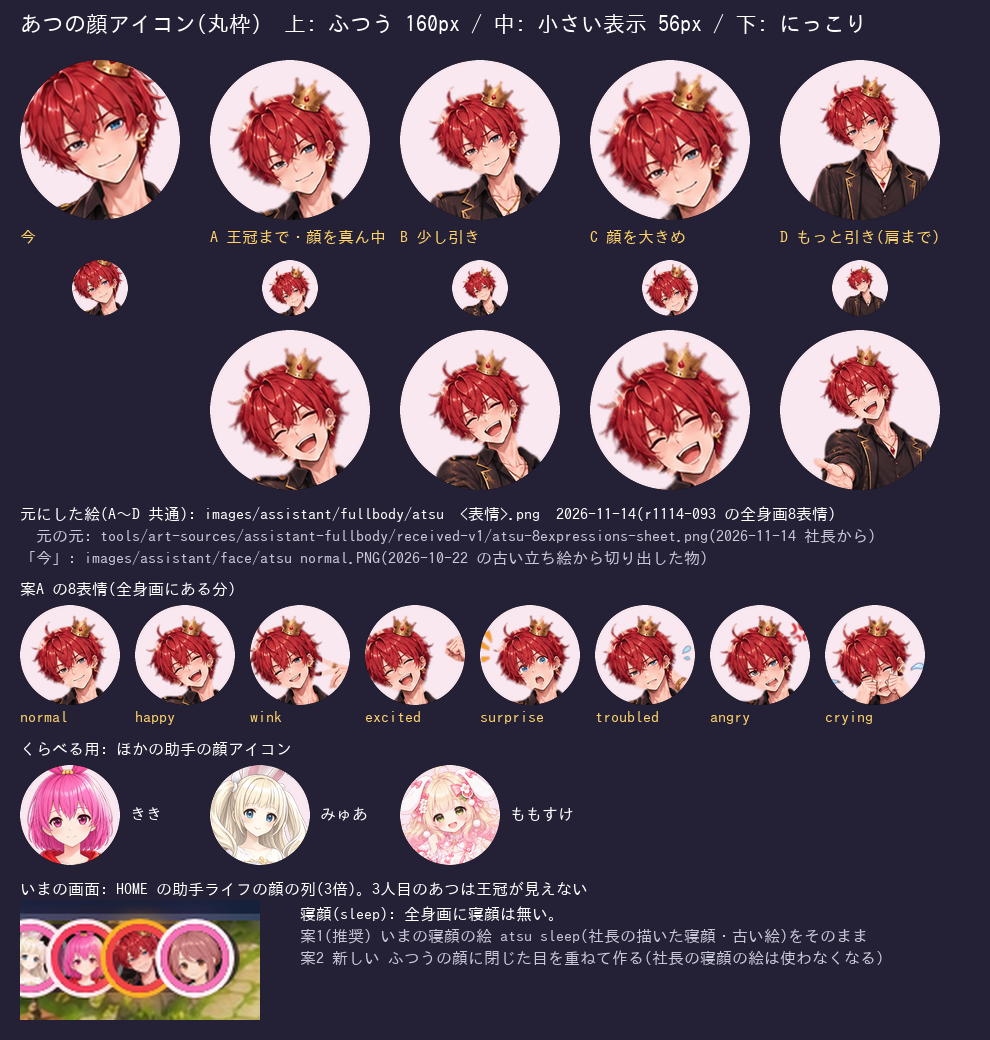 あつの顔アイコン(丸枠) 上: ふつう 160px / 中: 小さい表示 56px / 下: にっこり
今
A 王冠まで・顔を真ん中
B 少し引き
C 顔を大きめ
D もっと引き(肩まで)
元にした絵(A～D 共通): images/assistant/fullbody/atsu_<表情>.png 2026-11-14(r1114-093 の全身画8表情)
元の元: tools/art-sources/assistant-fullbody/received-v1/atsu-8expressions-sheet.png(2026-11-14 社長から)
「今」: images/assistant/face/atsu_normal.PNG(2026-10-22 の古い立ち絵から切り出した物)
案A の8表情(全身画にある分)
normal
happy
wink
excited
surprise
troubled
angry
crying
くらべる用: ほかの助手の顔アイコン
きき
みゅあ
ももすけ
いまの画面: HOME の助手ライフの顔の列(3倍)。3人目のあつは王冠が見えない
寝顔(sleep): 全身画に寝顔は無い。
案1(推奨) いまの寝顔の絵 atsu_sleep(社長の描いた寝顔・古い絵)をそのまま
案2 新しい ふつうの顔に閉じた目を重ねて作る(社長の寝顔の絵は使わなくなる)